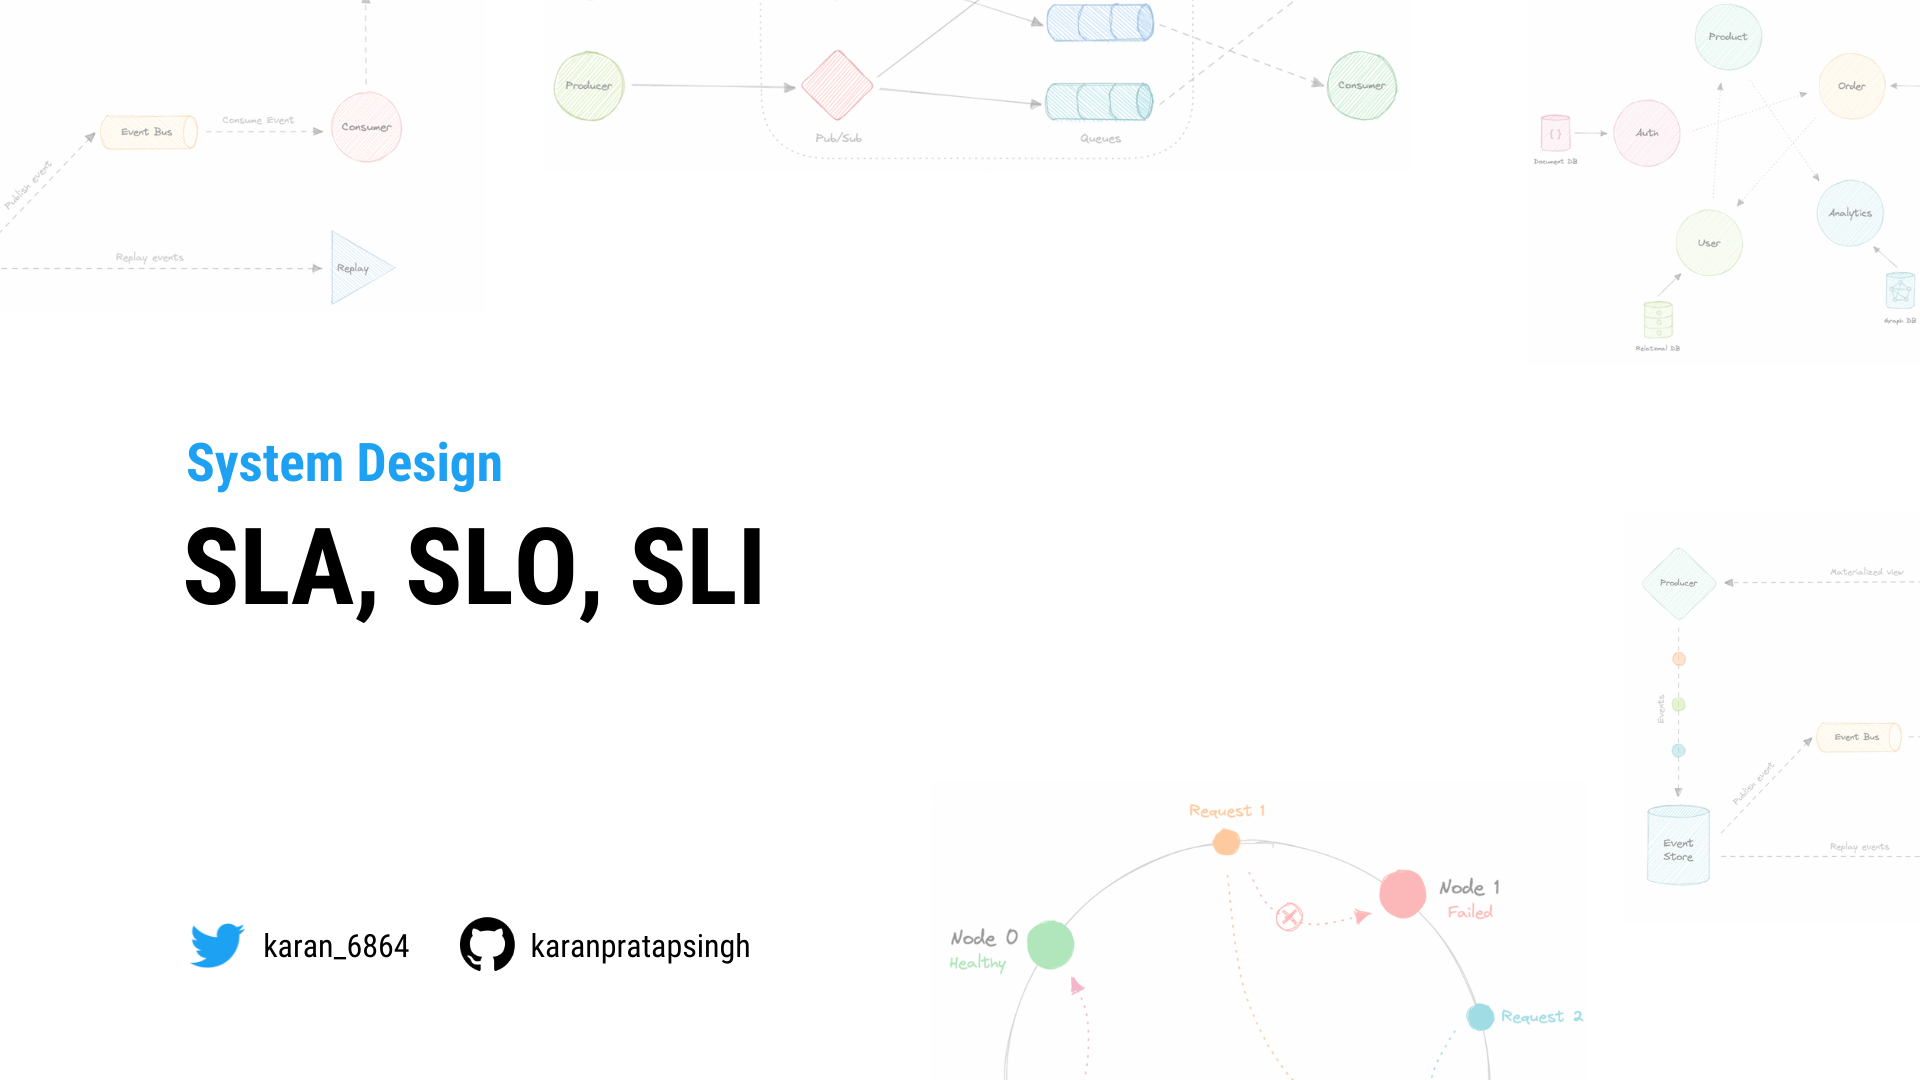 Publish event
Event Bus
Consume Event
Consumer
Replay events
Replay
Producer
Pub/Sub
Queues
Consumer
Product
Order
Document DB
Auth
Analytics
User
Relational DB
Graph DB
System Design
SLA, SLO, SLI
karan_6864
karanpratapsingh
Producer
Materialized view
Events
Publish event
Event Bus
Event
Store
Replay events
Request 1
Node 1
Failed
Node 0
Healthy
Request 2